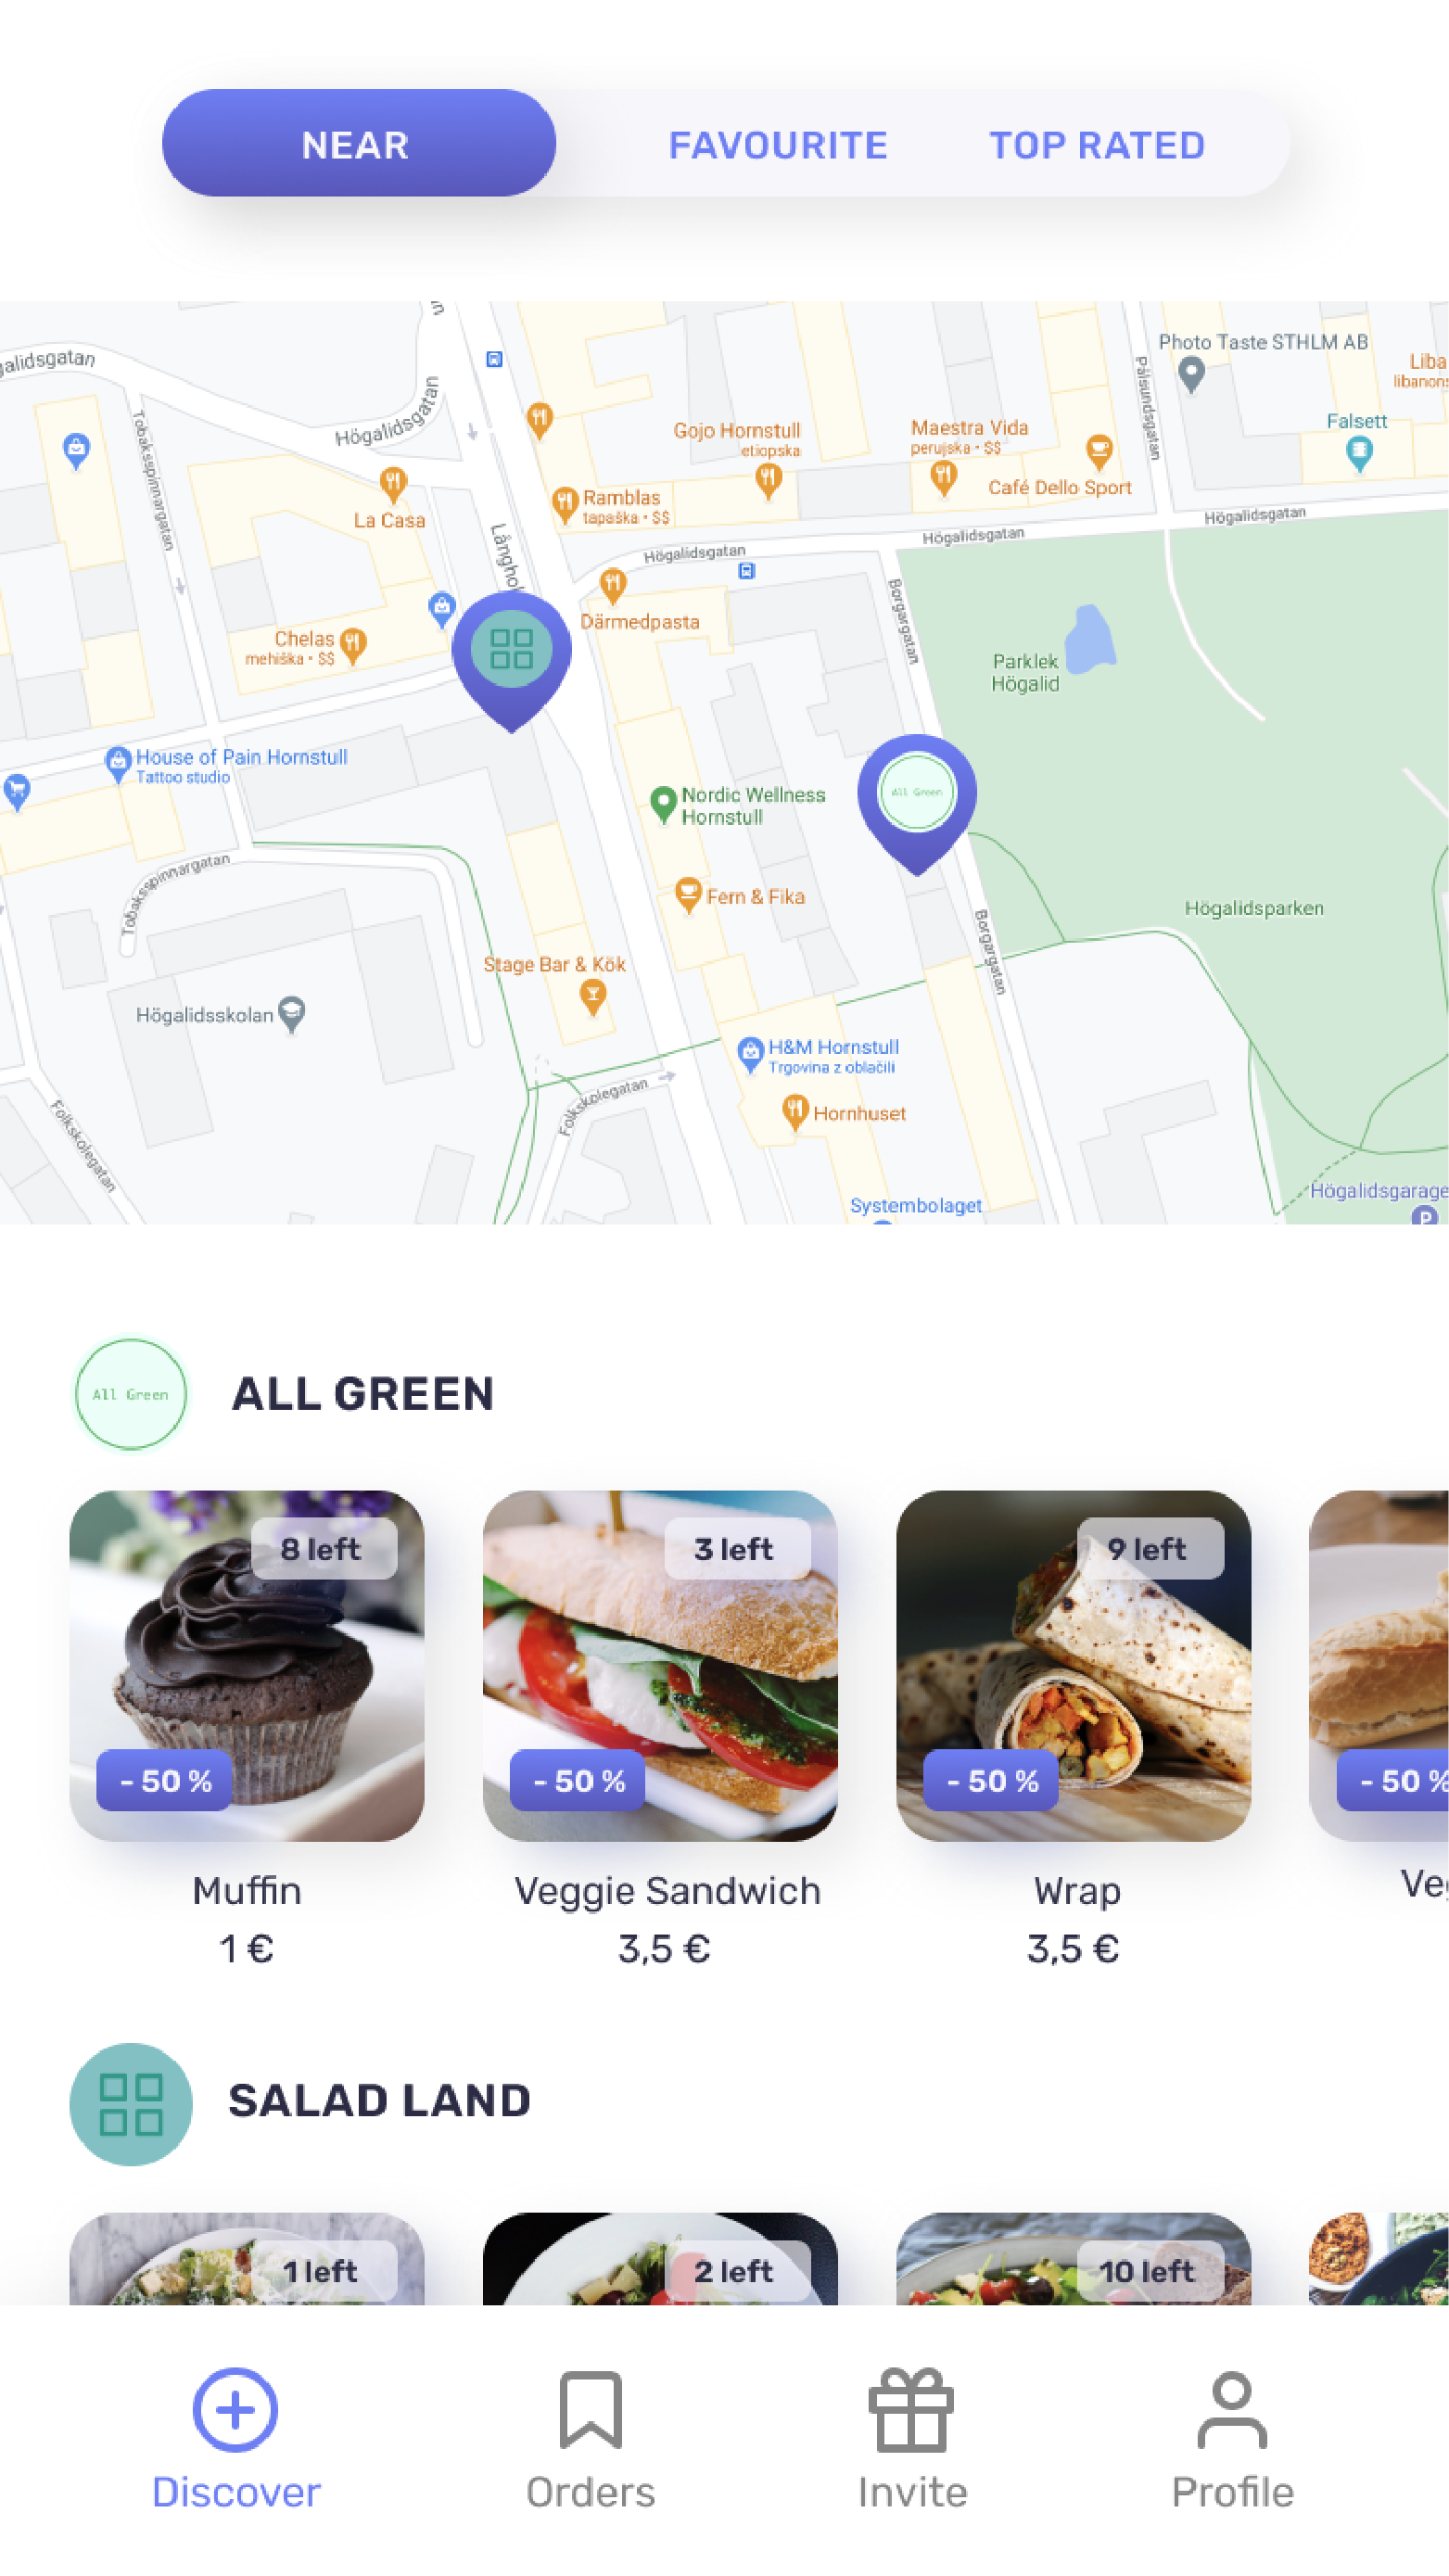 NEAR
FAVOURITE
TOP RATED
Photo Taste STHLM AB
Högalidsgatan
Pålsundsgatan
Falsett
Gojo Hornstull
etiopska
Maestra Vida
perujska • $$
Café Dello Sport
Tobaksspinnargatan
La Casa
Ramblas
tapaška • $$
Högalidsgatan
Högalidsgatan
Högalidsgatan
Därmedpasta
Borgargatan
Chelas
mehiška • $$
Parklek
Högalid
House of Pain Hornstull
Tattoo studio
Nordic Wellness
Hornstull
All Green
Tobaksspinnargatan
Fern & Fika
Högalidsparken
Borgargatan
Stage Bar & Kök
Högalidsskolan
H&M Hornstull
Trgovina z oblačili
Folkskolegatan
Folkskolegatan
Hornhuset
Systembolaget
Högalidsgarage
P
All Green
ALL GREEN
8 left
3 left
9 left
- 50 %
- 50 %
- 50 %
- 50 %
Muffin
Veggie Sandwich
Wrap
1 €
3,5 €
3,5 €
SALAD LAND
1 left
2 left
10 left
Discover
Orders
Invite
Profile